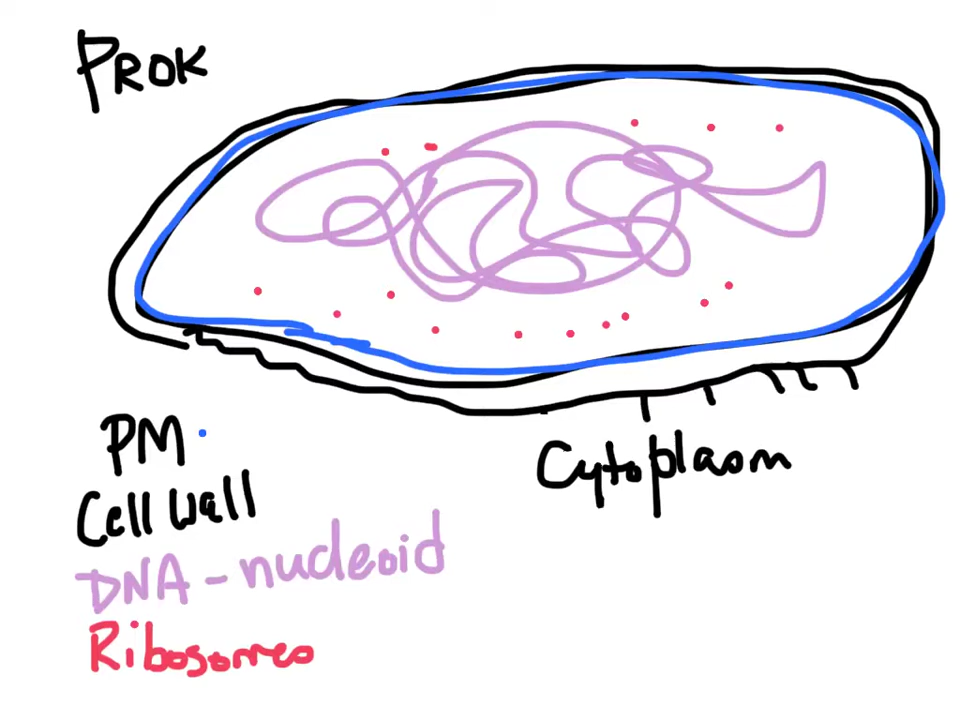 PROK
PM
Cell Wall
Cytoplasm
DNA - nucleoid
Ribosomes